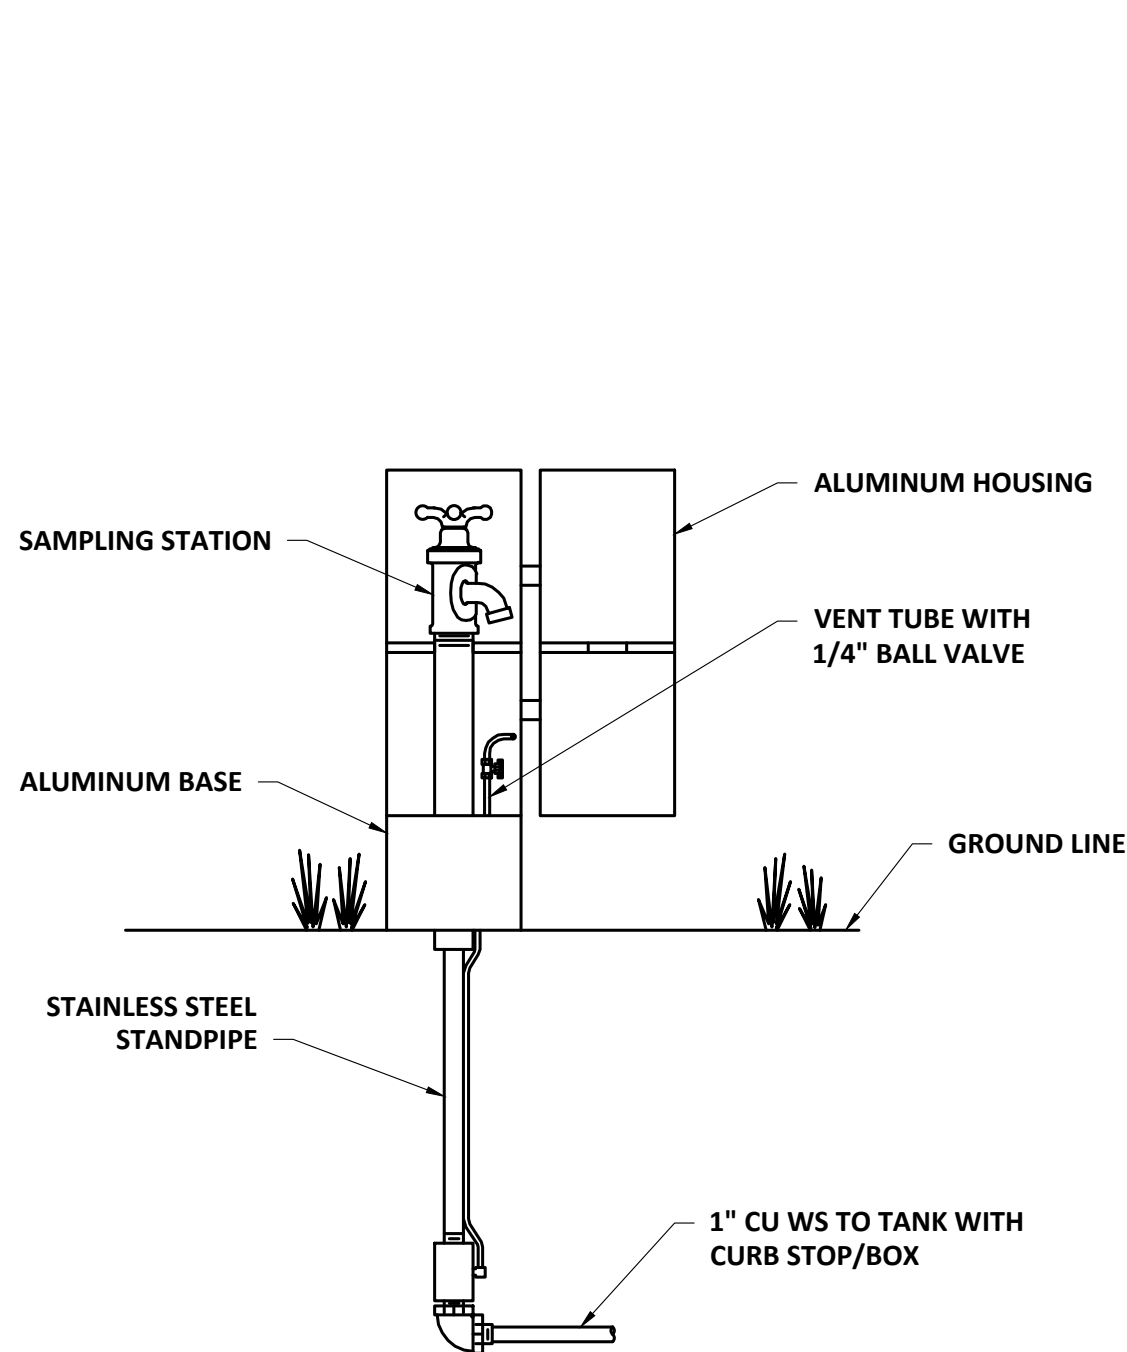 ALUMINUM HOUSING
SAMPLING STATION
VENT TUBE WITH
1/4" BALL VALVE
ALUMINUM BASE
GROUND LINE
STAINLESS STEEL
STANDPIPE
1" CU WS TO TANK WITH
CURB STOP/BOX